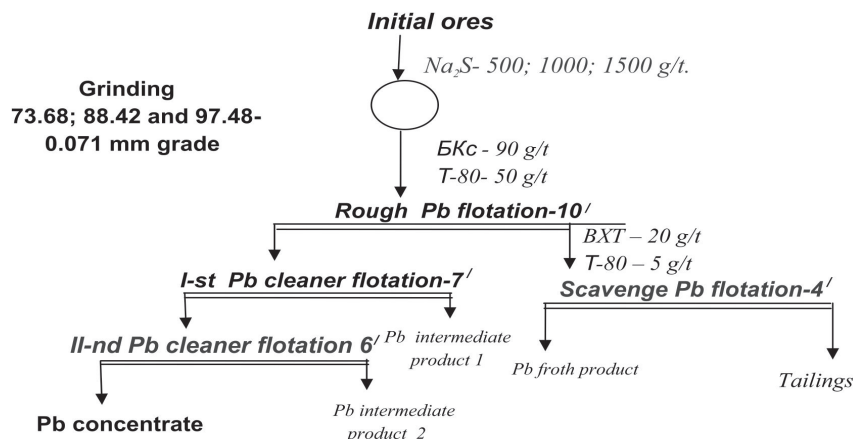 Initial ores
Na₂S- 500; 1000; 1500 g/t.
Grinding
73.68; 88.42 and 97.48-
0.071 mm grade
БКс - 90 g/t
Т-80- 50 g/t
Rough Pb flotation-10/
BXT – 20 g/t
Т-80 – 5 g/t
I-st Pb cleaner flotation-7/
Scavenge Pb flotation-4/
II-nd Pb cleaner flotation 6/
Pb intermediate
product 1
Pb froth product
Tailings
Pb concentrate
Pb intermediate
product 2